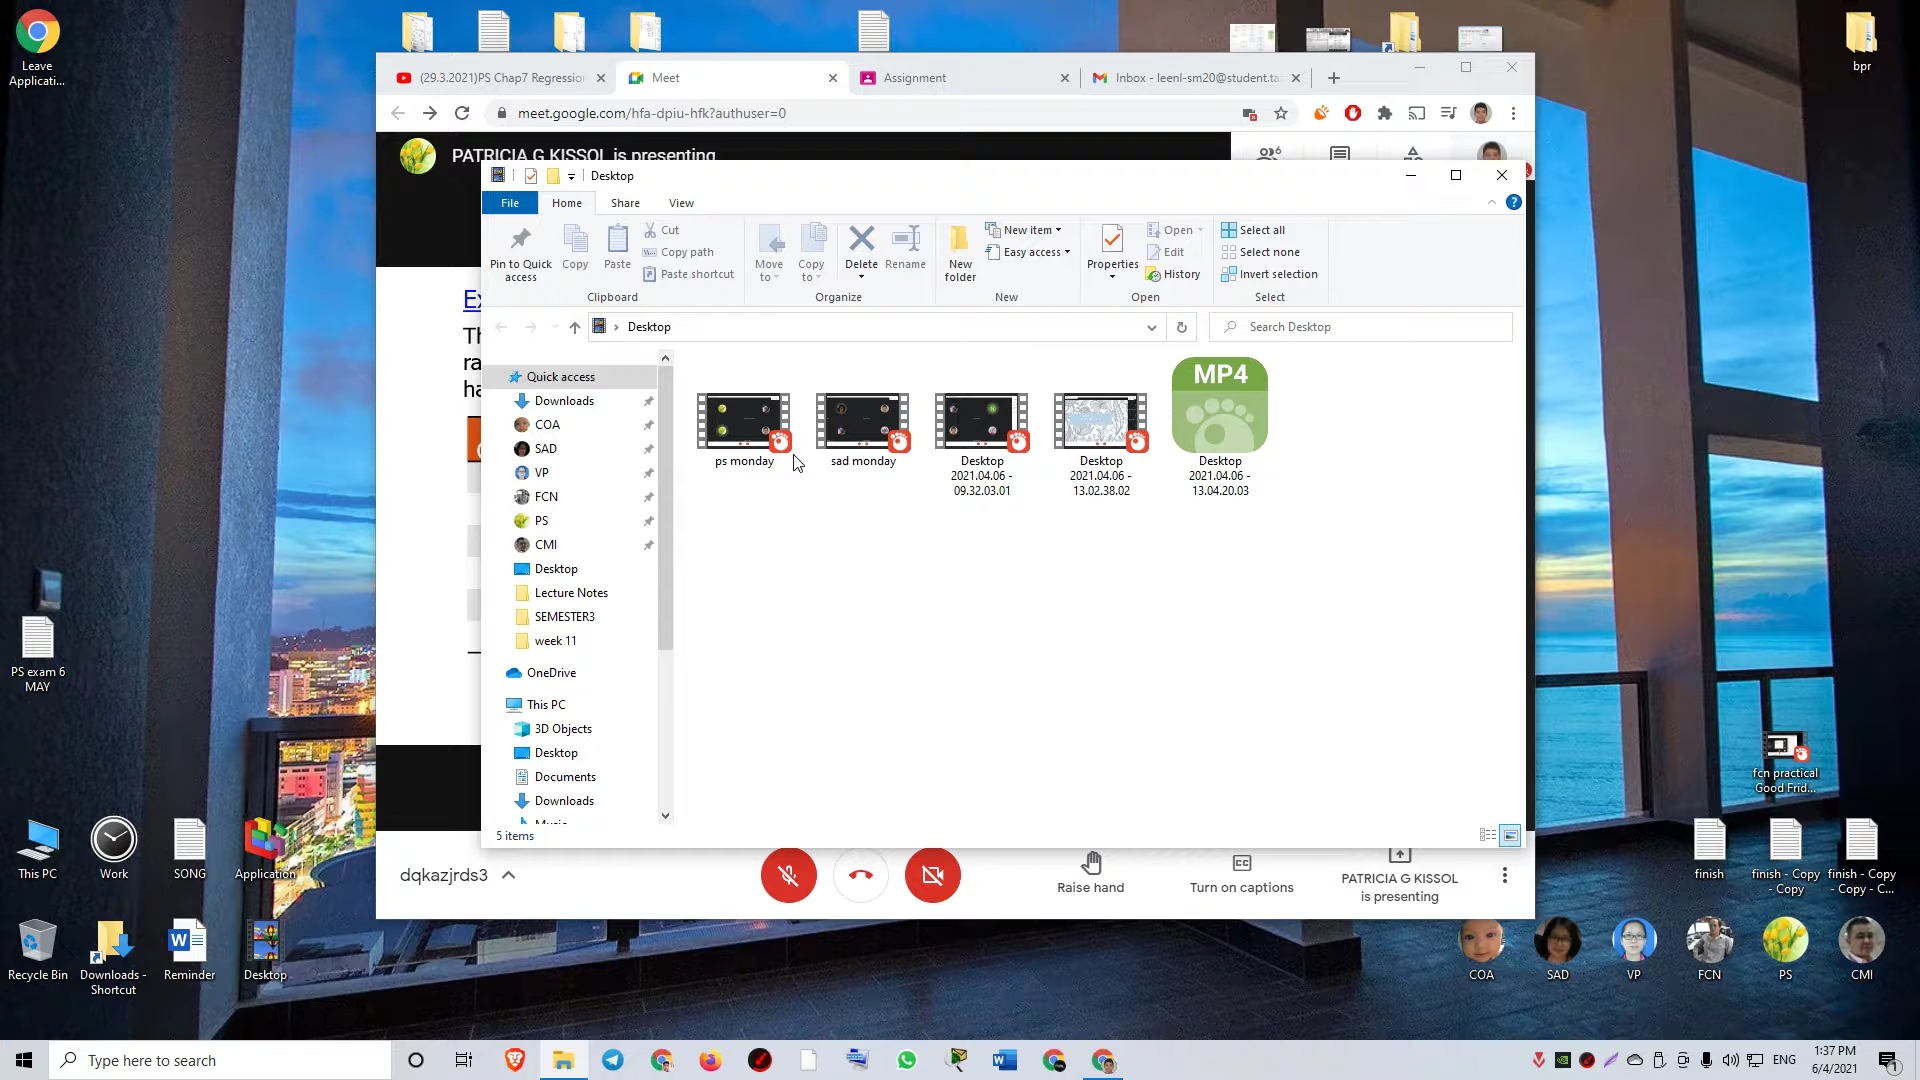 Leave
Applicati...
bpr
(29.3.2021)PS Chap7 Regressio
Meet
Assignment
Inbox - leenl-sm20@student.ta
meet.google.com/hfa-dpiu-hfk?authuser=0
PATRICIA G KISSOL is presenting
6
Desktop
File
Home
Share
View
Pin to Quick
access
Copy
Paste
Cut
Copy path
Paste shortcut
Clipboard
Move
to
Copy
to
Delete
Rename
Organize
New
folder
New item
Easy access
New
Properties
Open
Edit
History
Open
Select all
Select none
Invert selection
Select
Desktop
Search Desktop
Quick access
Downloads
COA
SAD
VP
FCN
PS
CMI
Desktop
Lecture Notes
SEMESTER3
week 11
OneDrive
This PC
3D Objects
Desktop
Documents
Downloads
Music
5 items
ps monday
sad monday
Desktop
2021.04.06 -
09.32.03.01
Desktop
2021.04.06 -
13.02.38.02
MP4
Desktop
2021.04.06 -
13.04.20.03
PS exam 6
MAY
This PC
Work
SONG
Application
Recycle Bin
Downloads -
Shortcut
Reminder
Desktop
dqkazjrds3
Raise hand
Turn on captions
PATRICIA G KISSOL
is presenting
fcn practical
Good Frid...
finish
finish - Copy
- Copy
finish - Copy
- Copy - C...
COA
SAD
VP
FCN
PS
CMI
Type here to search
ENG
1:37 PM
6/4/2021
1